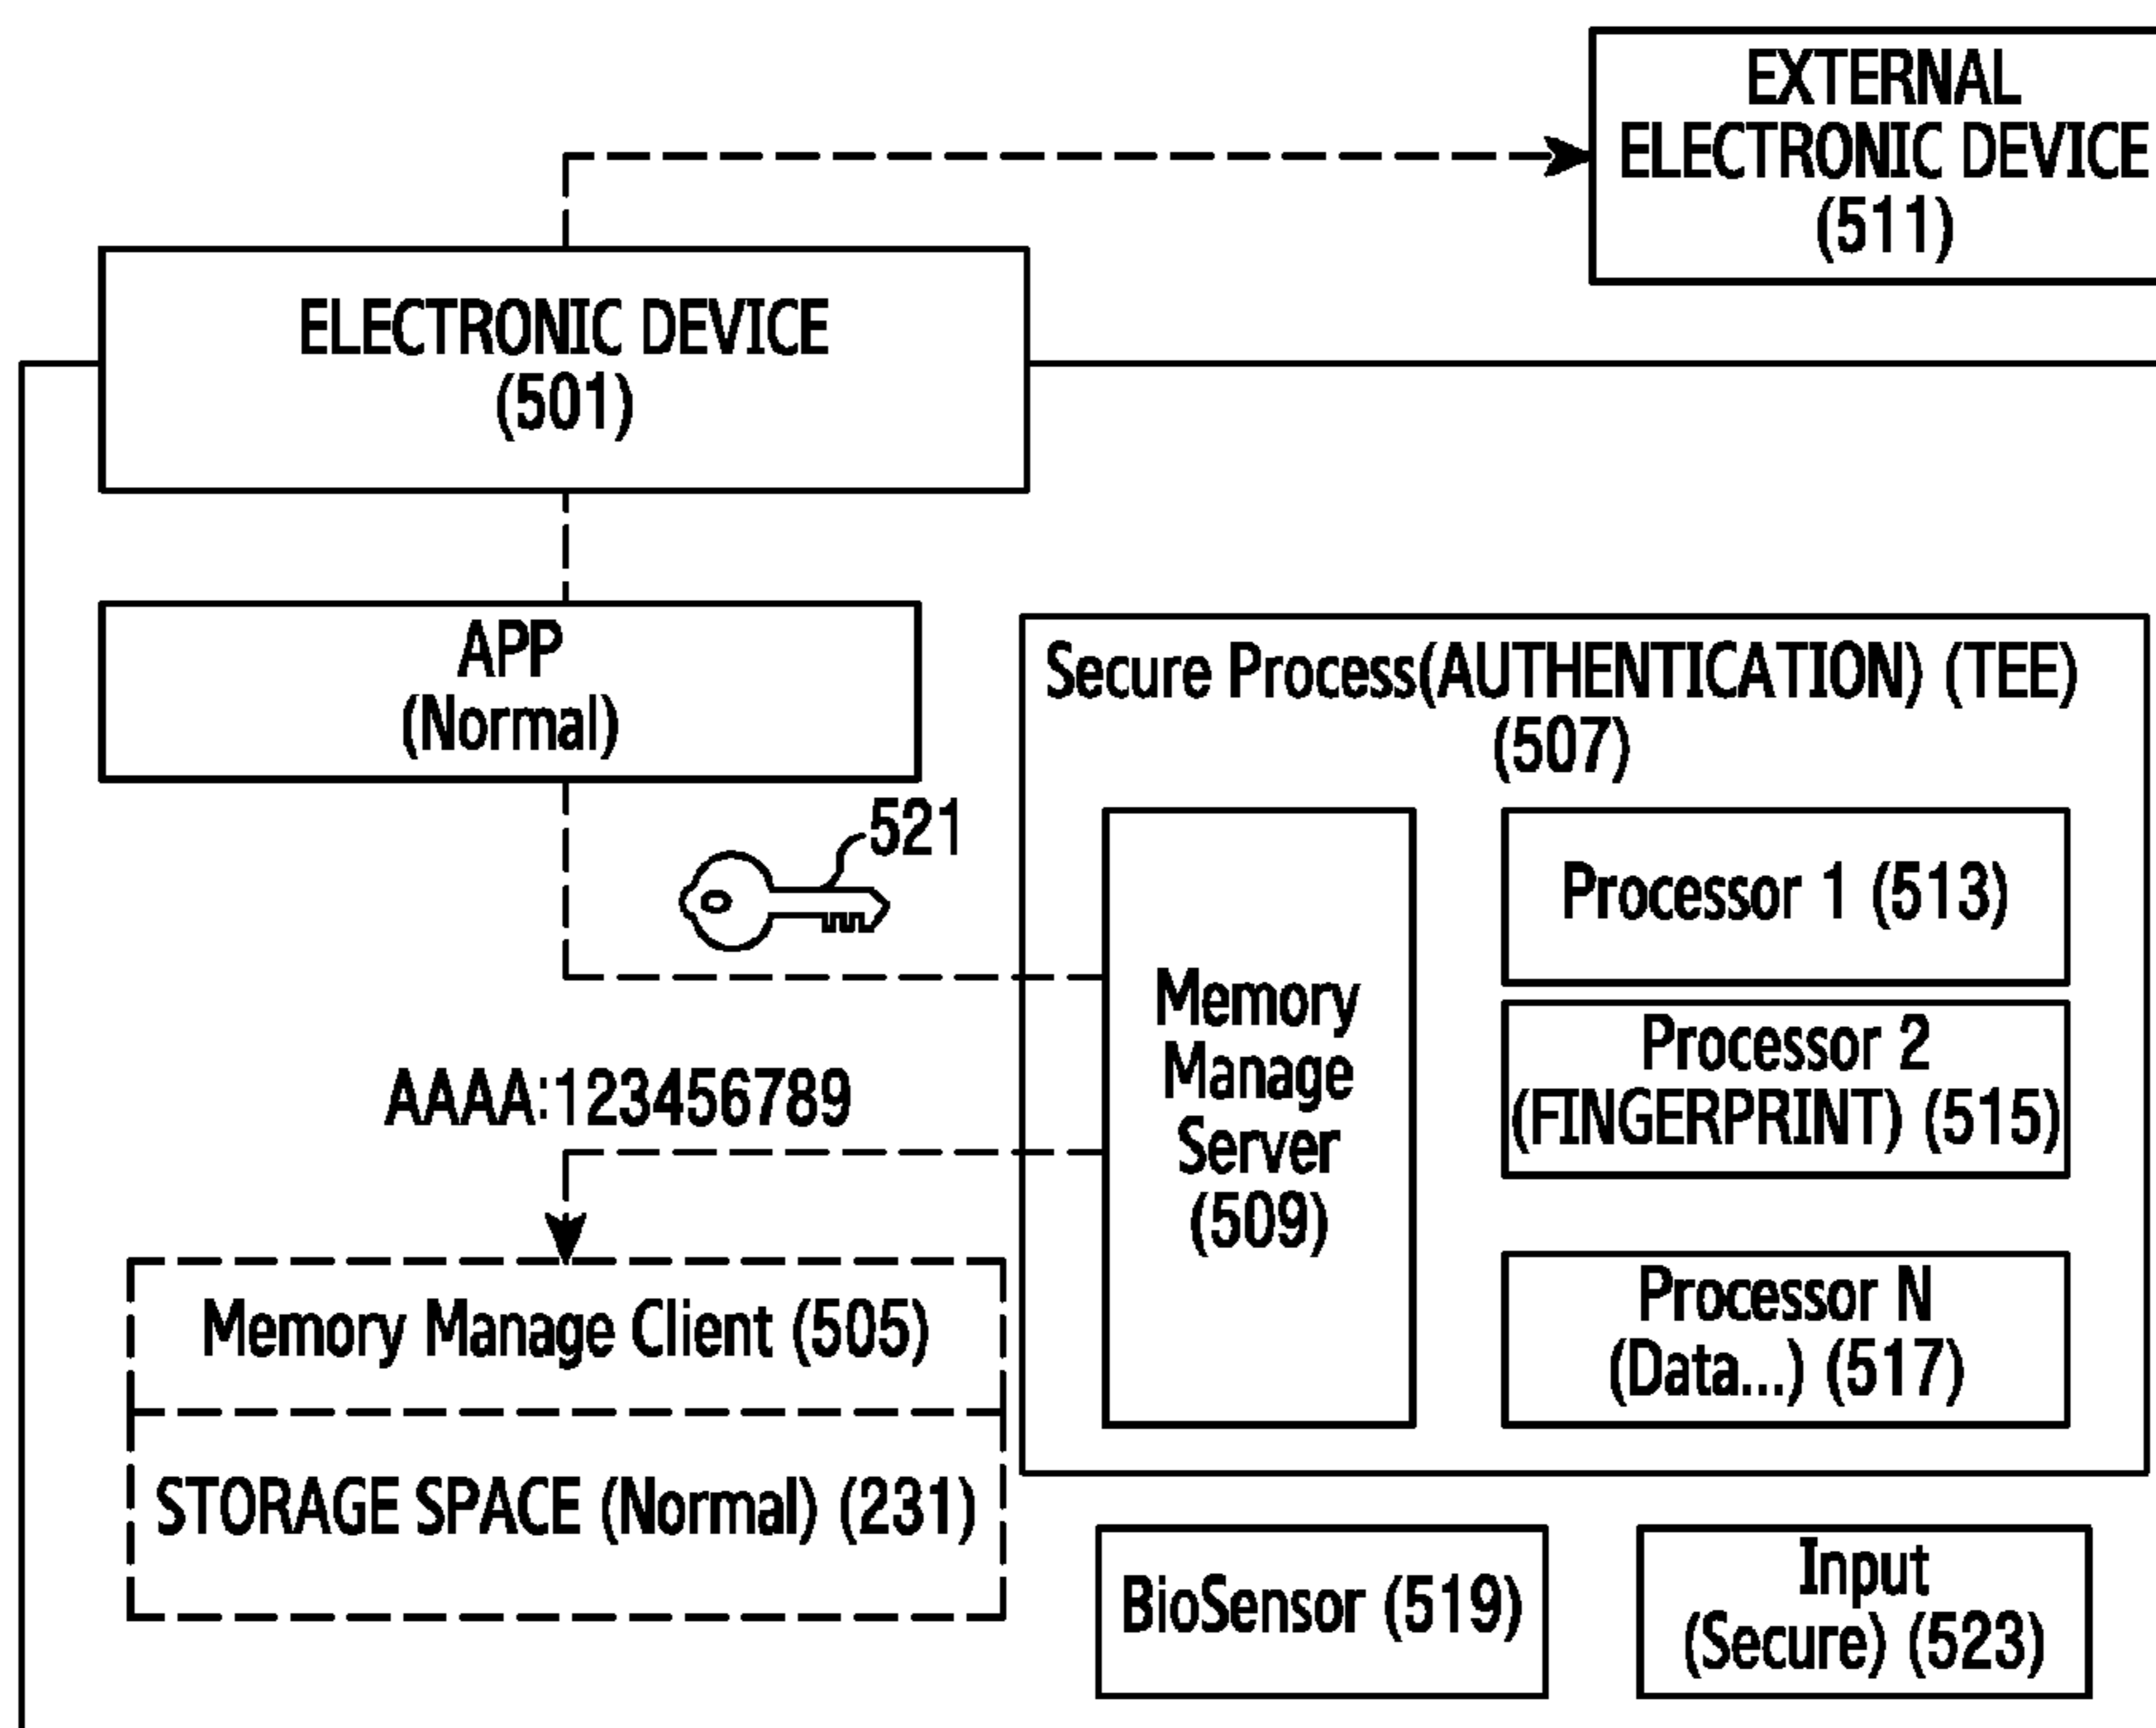 EXTERNAL
ELECTRONIC DEVICE
(511)
ELECTRONIC DEVICE
(501)
APP
(Normal)
Secure Process(AUTHENTICATION) (TEE)
(507)
521
Processor 1 (513)
Memory
Manage
Server
(509)
Processor 2
(FINGERPRINT) (515)
AAAA:123456789
Processor N
(Data...) (517)
Memory Manage Client (505)
STORAGE SPACE (Normal) (231)
BioSensor (519)
Input
(Secure) (523)